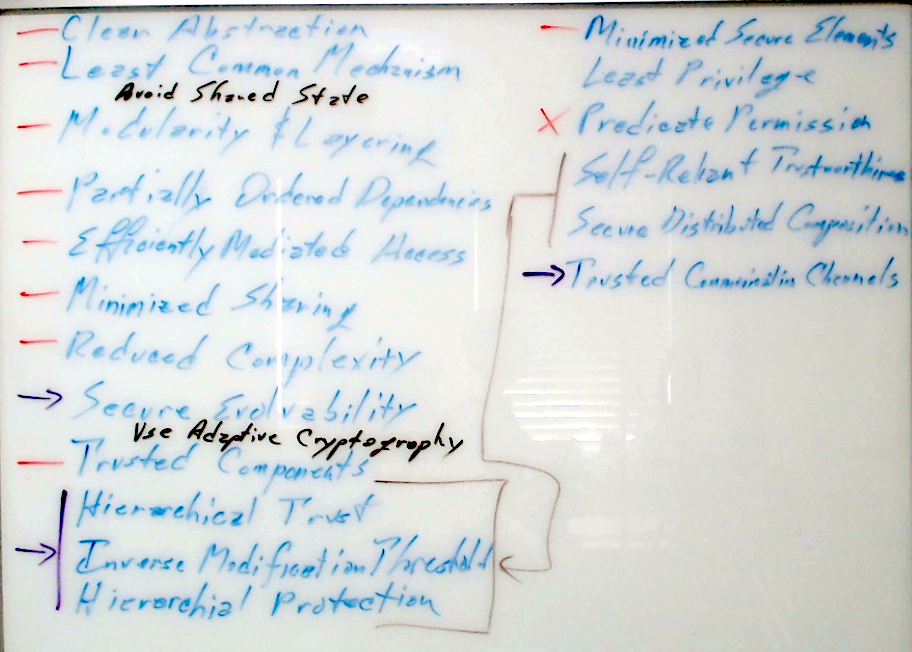 Clean Abstraction
Least Common Mechanism
Avoid Shared State
Modularity & Layering
Partially Ordered Dependencies
Efficiently Mediated Access
Minimized Sharing
Reduced Complexity
Secure Evolvability
Use Adaptive Cryptography
Trusted Components
Hierarchical Trust
Inverse Modification Threshold
Hierarchial Protection
Minimized Secure Elements
Least Privilege
Predicate Permission
Self-Reliant Trustworthiness
Secure Distributed Composition
Trusted Communication Channels